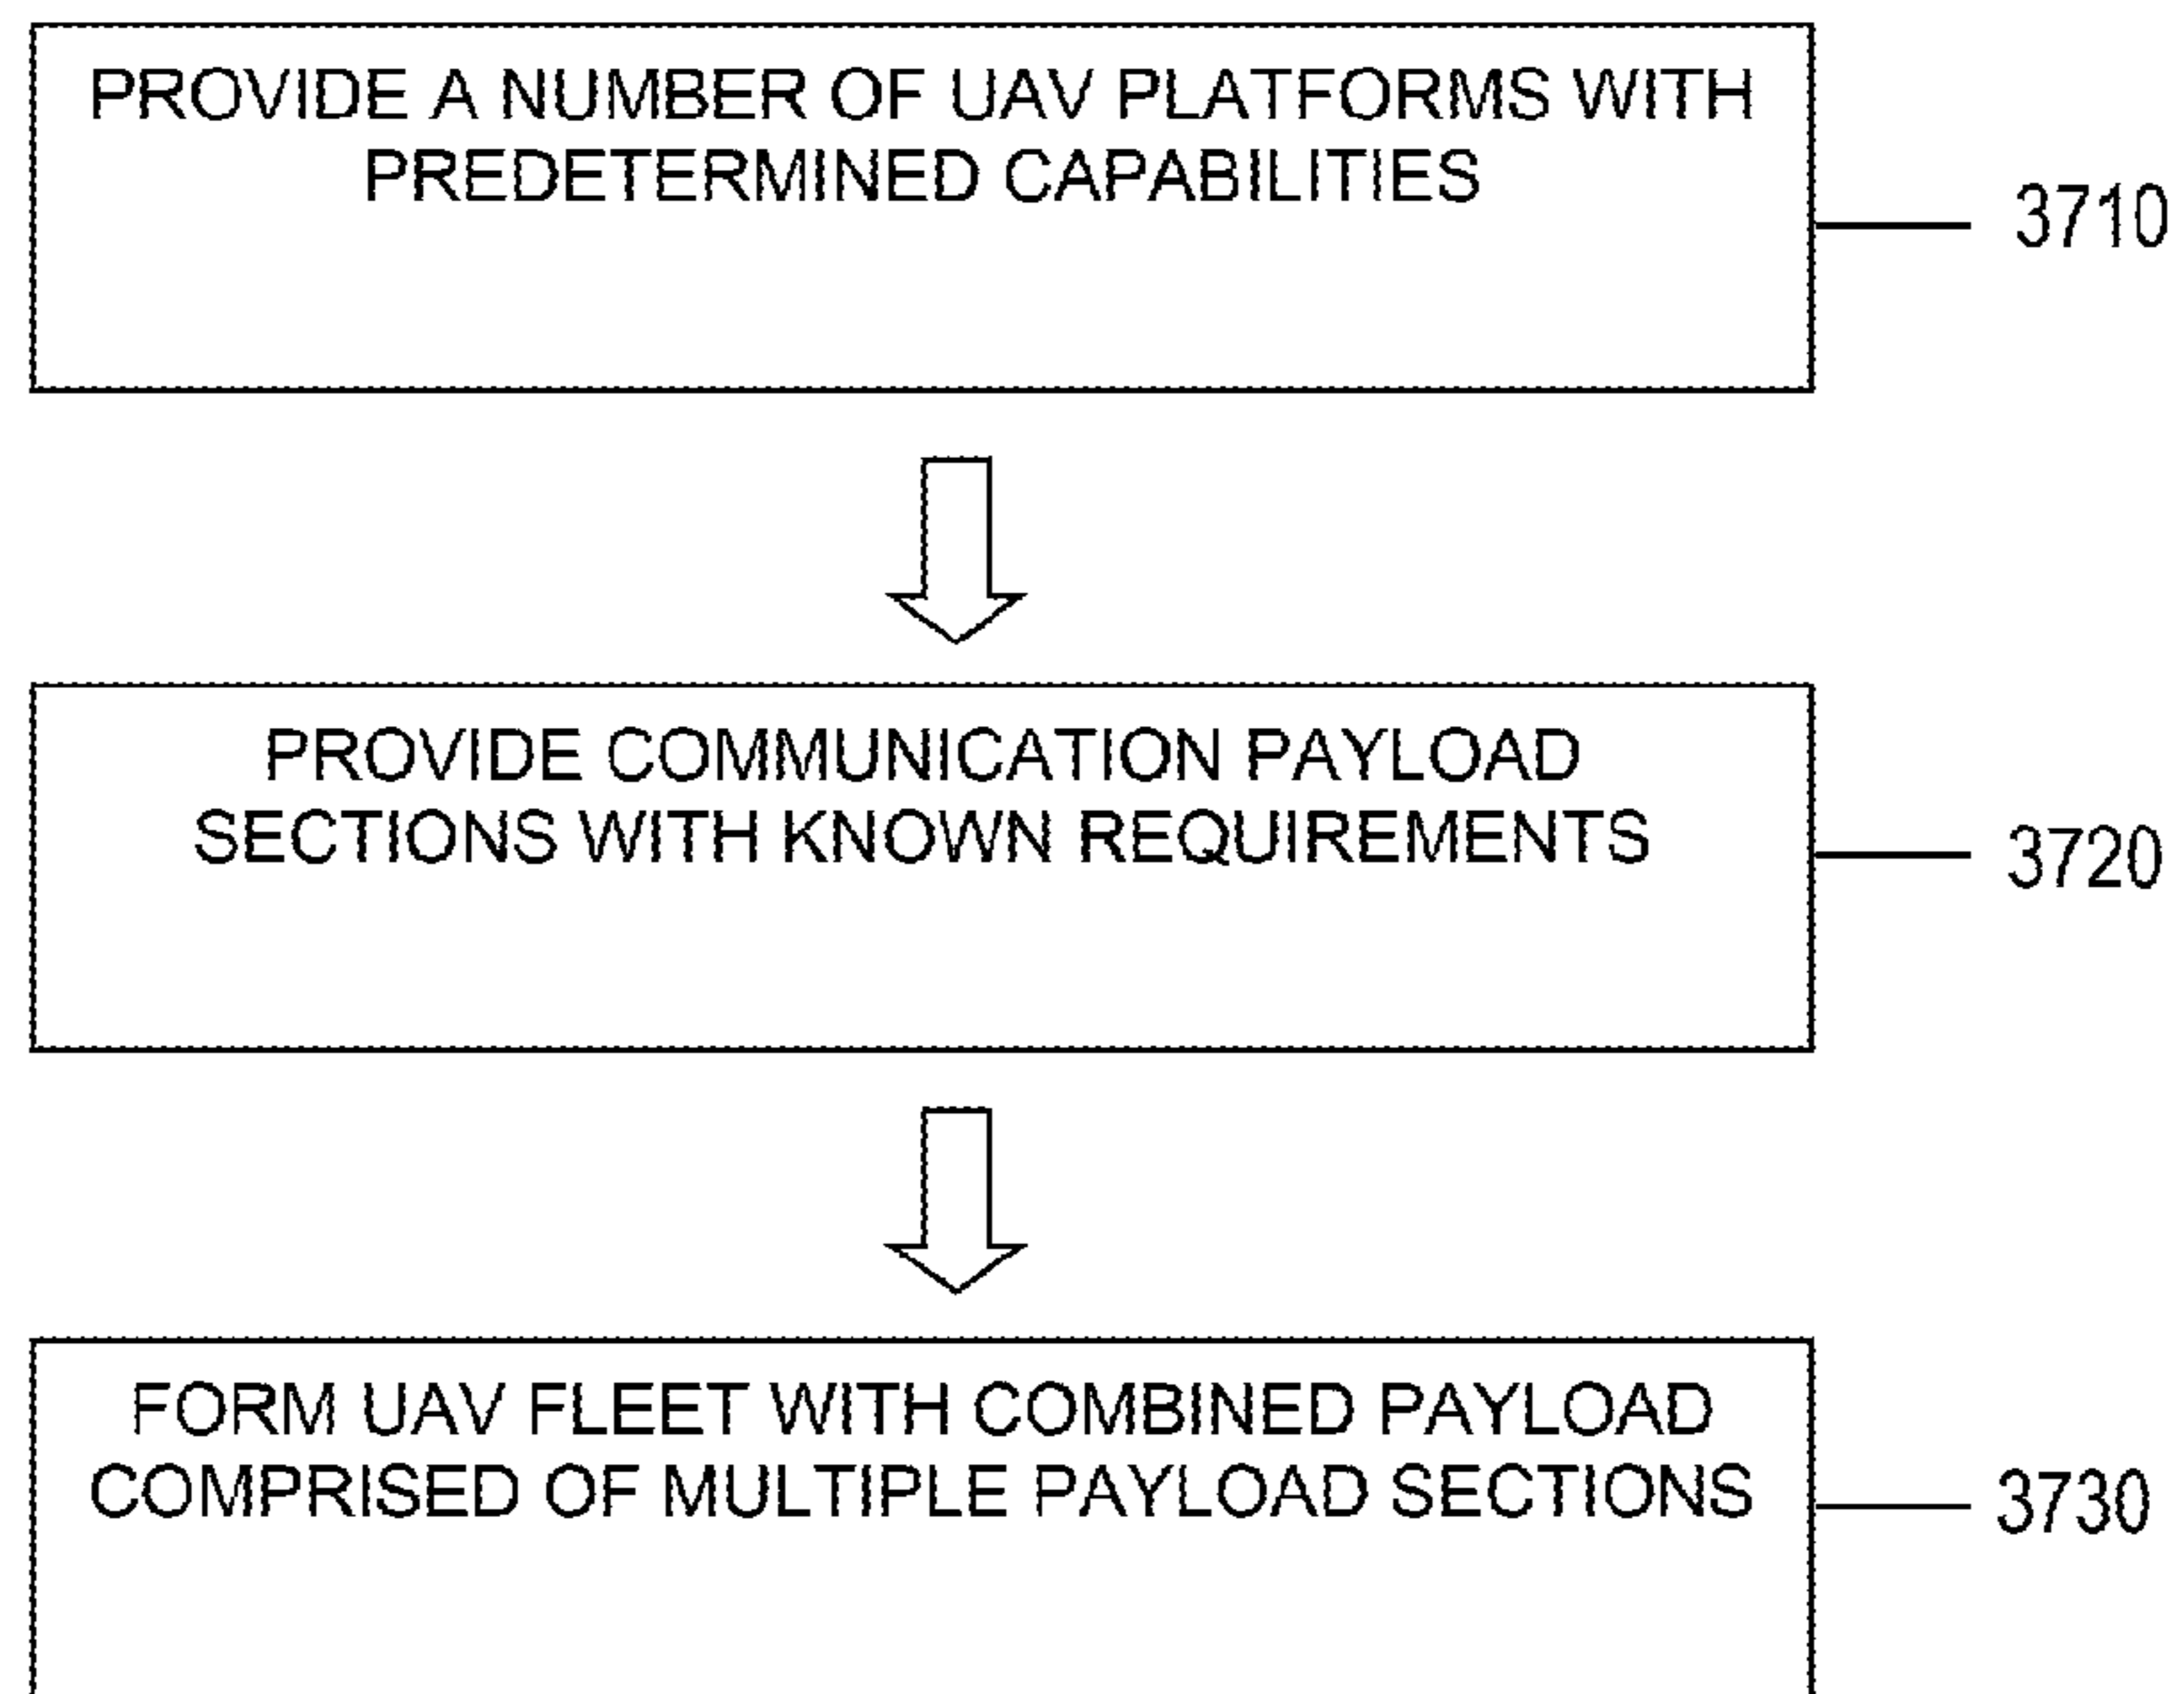 PROVIDE A NUMBER OF UAV PLATFORMS WITH
PREDETERMINED CAPABILITIES
3710
PROVIDE COMMUNICATION PAYLOAD
SECTIONS WITH KNOWN REQUIREMENTS
3720
FORM UAV FLEET WITH COMBINED PAYLOAD
COMPRISED OF MULTIPLE PAYLOAD SECTIONS
3730